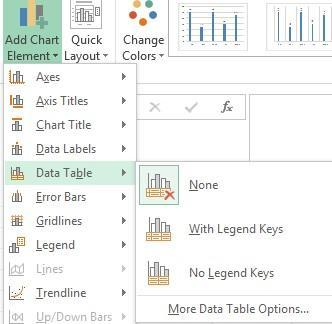 Add Chart Element
Quick Layout
Change Colors
Axes
Axis Titles
Chart Title
Data Labels
Data Table
Error Bars
Gridlines
Legend
Lines
Trendline
Up/Down Bars
fx
None
With Legend Keys
No Legend Keys
More Data Table Options...